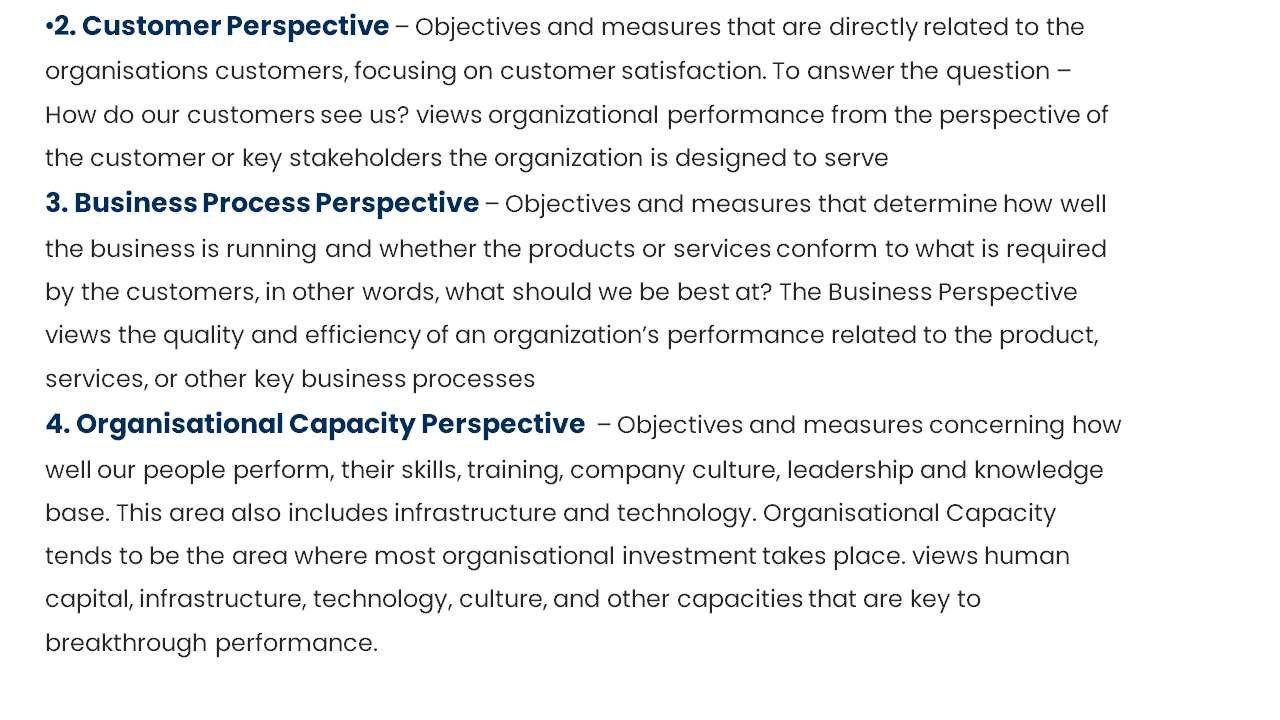 •2. Customer Perspective – Objectives and measures that are directly related to the
organisations customers, focusing on customer satisfaction. To answer the question –
How do our customers see us? views organizational performance from the perspective of
the customer or key stakeholders the organization is designed to serve
3. Business Process Perspective – Objectives and measures that determine how well
the business is running and whether the products or services conform to what is required
by the customers, in other words, what should we be best at? The Business Perspective
views the quality and efficiency of an organization’s performance related to the product,
services, or other key business processes
4. Organisational Capacity Perspective – Objectives and measures concerning how
well our people perform, their skills, training, company culture, leadership and knowledge
base. This area also includes infrastructure and technology. Organisational Capacity
tends to be the area where most organisational investment takes place. views human
capital, infrastructure, technology, culture, and other capacities that are key to
breakthrough performance.